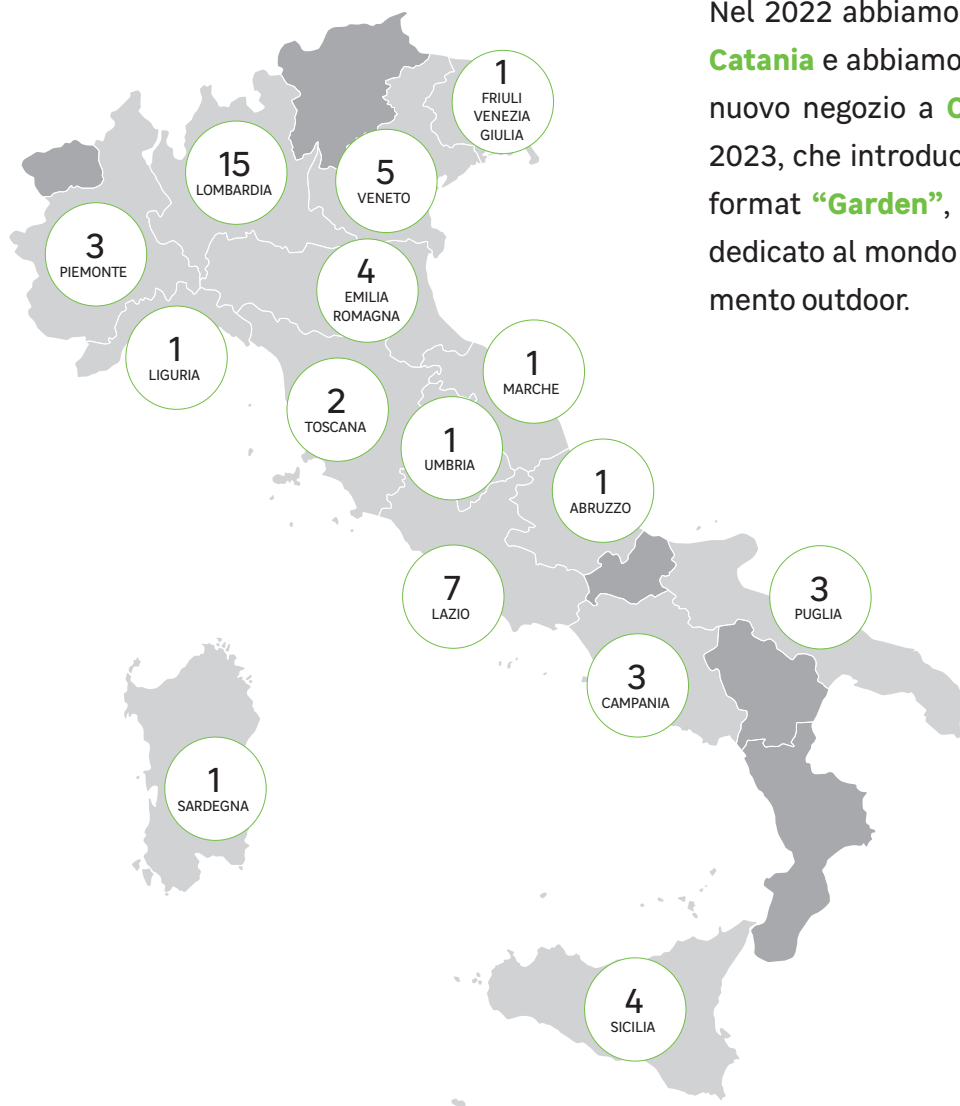 Nel 2022 abbiamo
Catania e abbiamo
nuovo negozio a
2023, che introduc
format “Garden”,
dedicato al mondo
mento outdoor.
1
FRIULI
VENEZIA
GIULIA
15
LOMBARDIA
5
VENETO
3
PIEMONTE
4
EMILIA
ROMAGNA
1
LIGURIA
1
MARCHE
2
TOSCANA
1
UMBRIA
1
ABRUZZO
7
LAZIO
3
PUGLIA
3
CAMPANIA
1
SARDEGNA
4
SICILIA